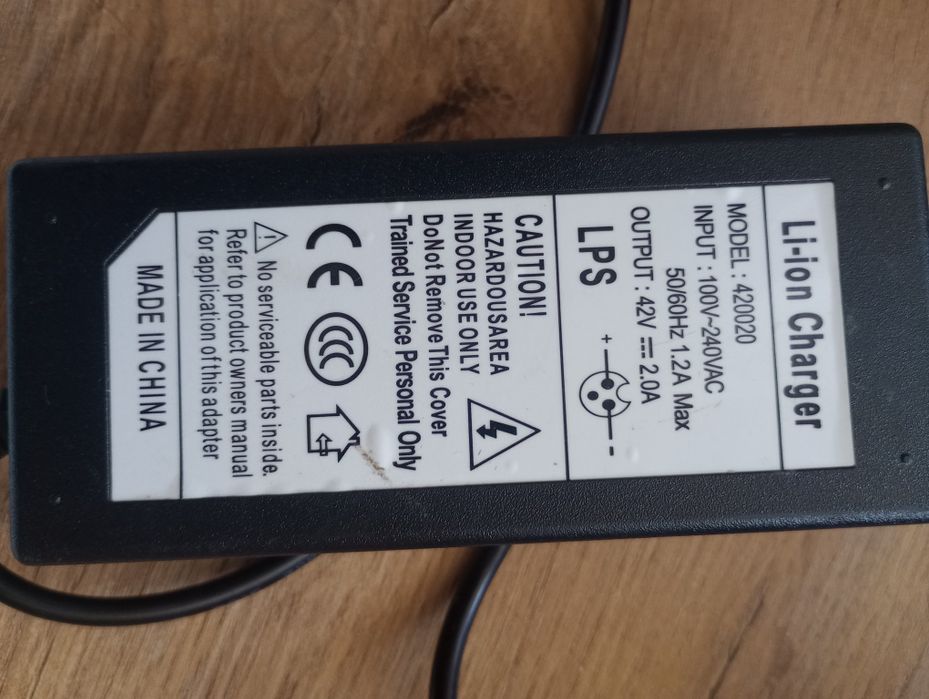 Li-ion Charger
MODEL : 420020
INPUT : 100V~240VAC
50/60Hz 1.2A Max
OUTPUT : 42V ⎓ 2.0A
LPS
+ -
CAUTION!
HAZARDOUSAREA
INDOOR USE ONLY
DoNot Remove This Cover
Trained Service Personal Only
CE CCC
⚠ No serviceable parts inside.
Refer to product owners manual
for application of this adapter
MADE IN CHINA